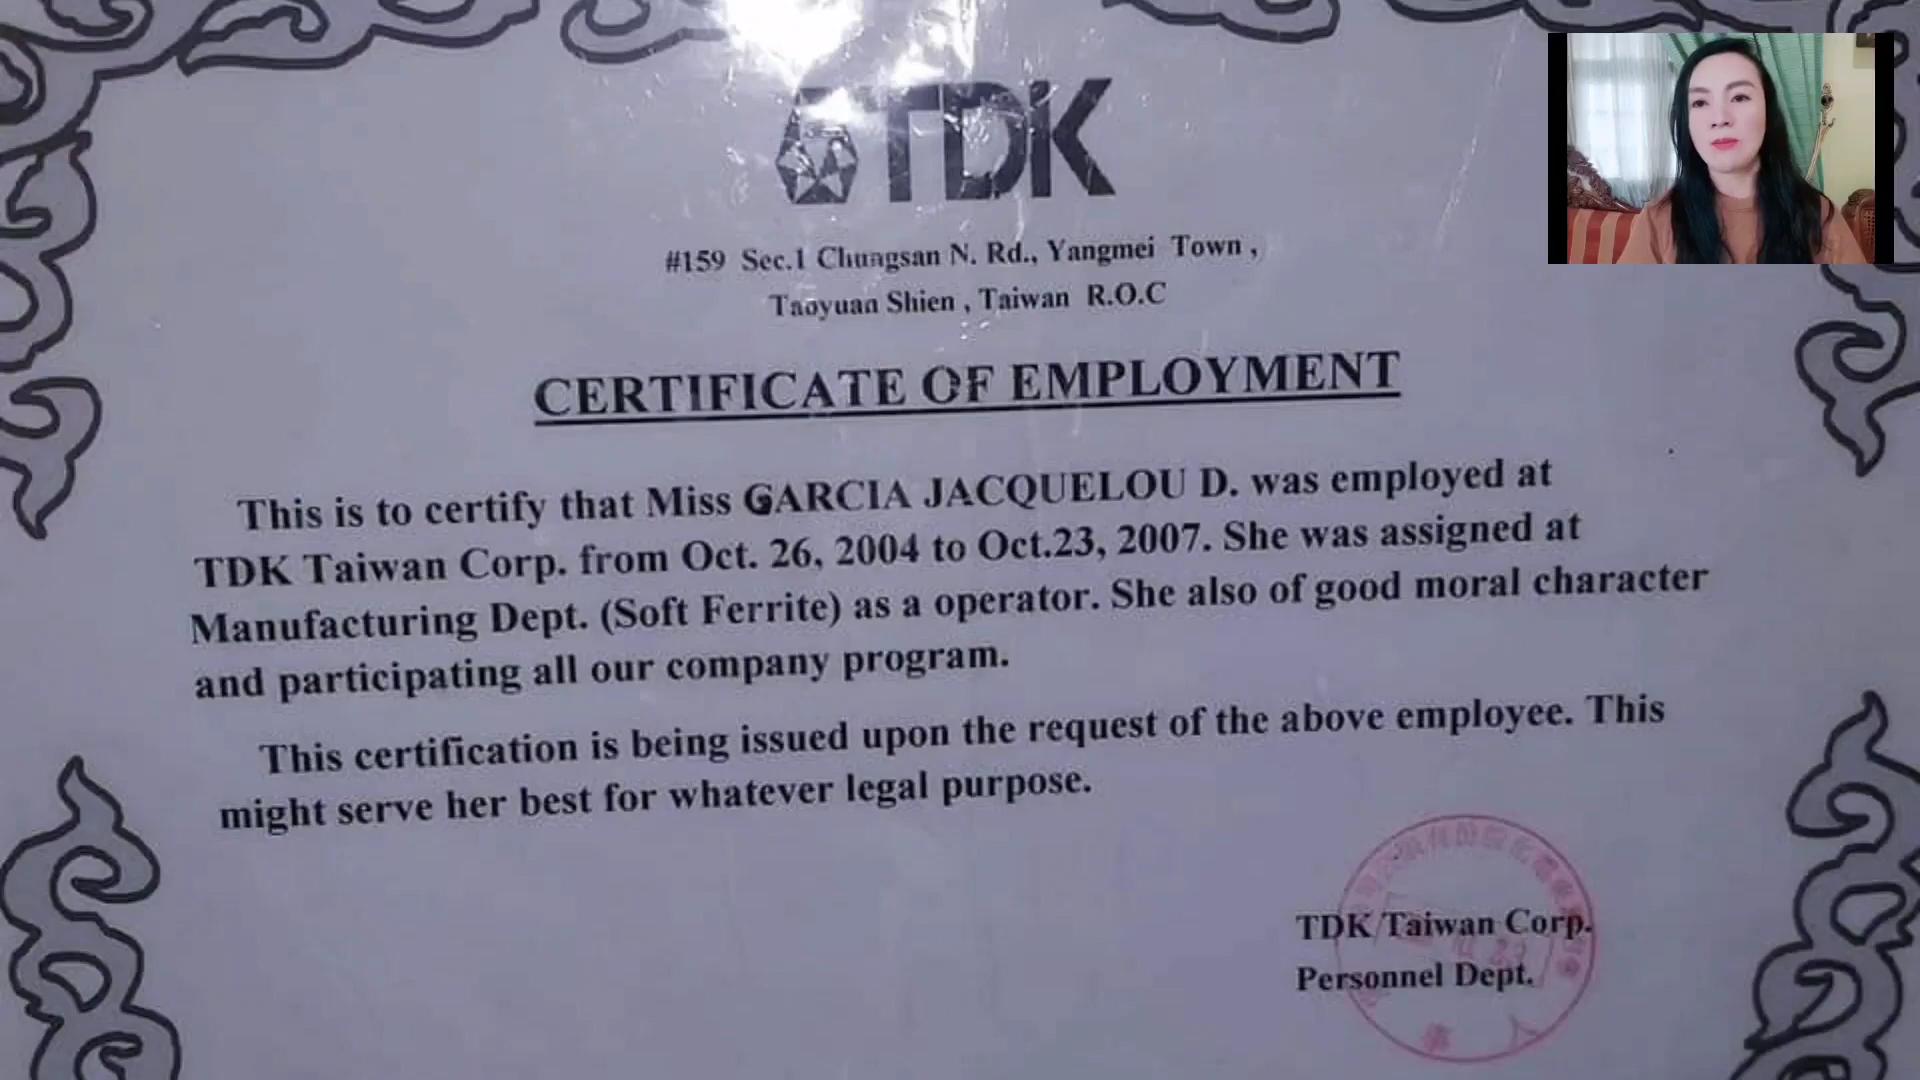 TDK
#159 Sec.1 Chungsan N. Rd., Yangmei Town ,
Taoyuan Shien , Taiwan R.O.C
CERTIFICATE OF EMPLOYMENT
This is to certify that Miss GARCIA JACQUELOU D. was employed at
TDK Taiwan Corp. from Oct. 26, 2004 to Oct.23, 2007. She was assigned at
Manufacturing Dept. (Soft Ferrite) as a operator. She also of good moral character
and participating all our company program.
This certification is being issued upon the request of the above employee. This
might serve her best for whatever legal purpose.
TDK Taiwan Corp.
Personnel Dept.